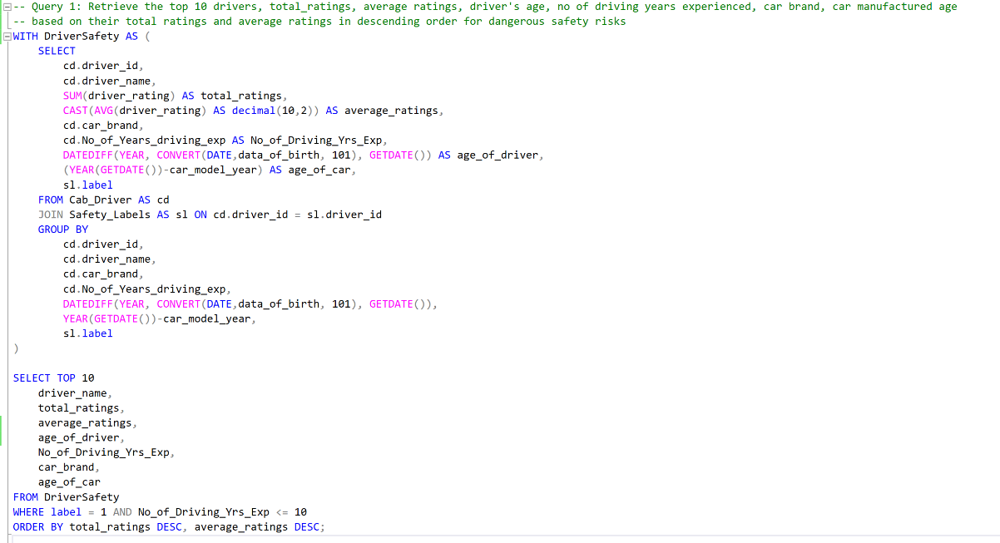 -- Query 1: Retrieve the top 10 drivers, total_ratings, average ratings, driver's age, no of driving years experienced, car brand, car manufactured age
-- based on their total ratings and average ratings in descending order for dangerous safety risks
WITH DriverSafety AS (
    SELECT
        cd.driver_id,
        cd.driver_name,
        SUM(driver_rating) AS total_ratings,
        CAST(AVG(driver_rating) AS decimal(10,2)) AS average_ratings,
        cd.car_brand,
        cd.No_of_Years_driving_exp AS No_of_Driving_Yrs_Exp,
        DATEDIFF(YEAR, CONVERT(DATE,data_of_birth, 101), GETDATE()) AS age_of_driver,
        (YEAR(GETDATE())-car_model_year) AS age_of_car,
        sl.label
    FROM Cab_Driver AS cd
    JOIN Safety_Labels AS sl ON cd.driver_id = sl.driver_id
    GROUP BY
        cd.driver_id,
        cd.driver_name,
        cd.car_brand,
        cd.No_of_Years_driving_exp,
        DATEDIFF(YEAR, CONVERT(DATE,data_of_birth, 101), GETDATE()),
        YEAR(GETDATE())-car_model_year,
        sl.label
)
SELECT TOP 10
    driver_name,
    total_ratings,
    average_ratings,
    age_of_driver,
    No_of_Driving_Yrs_Exp,
    car_brand,
    age_of_car
FROM DriverSafety
WHERE label = 1 AND No_of_Driving_Yrs_Exp <= 10
ORDER BY total_ratings DESC, average_ratings DESC;